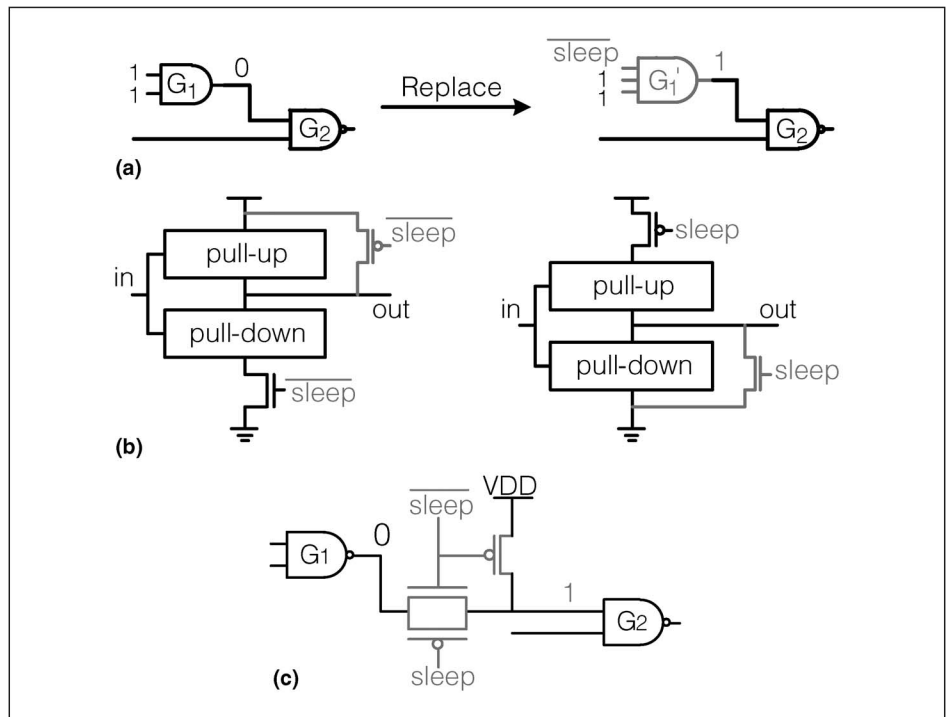 sleep
1
1
G1
0
Replace
1
1
G1'
1
G2
G2
(a)
pull-up
sleep
in
out
pull-down
sleep
sleep
pull-up
in
out
pull-down
sleep
(b)
sleep
VDD
G1
0
1
G2
sleep
(c)